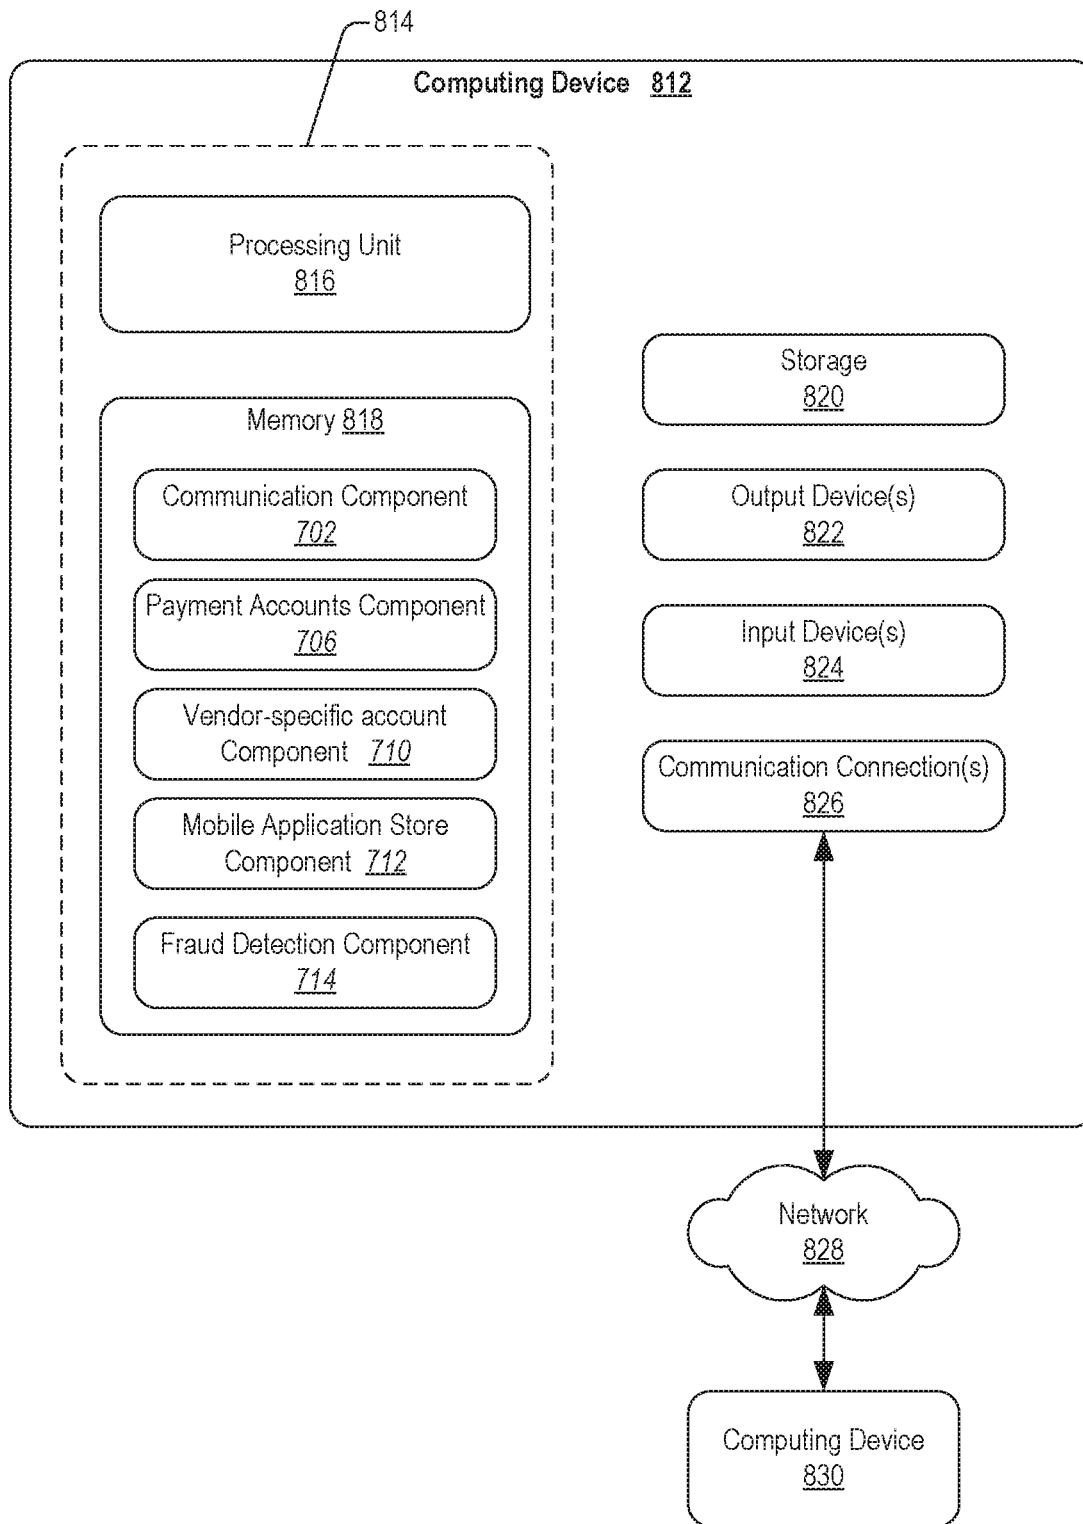 814
Computing Device 812
Processing Unit
816
Memory 818
Communication Component
702
Payment Accounts Component
706
Vendor-specific account
Component 710
Mobile Application Store
Component 712
Fraud Detection Component
714
Storage
820
Output Device(s)
822
Input Device(s)
824
Communication Connection(s)
826
Network
828
Computing Device
830